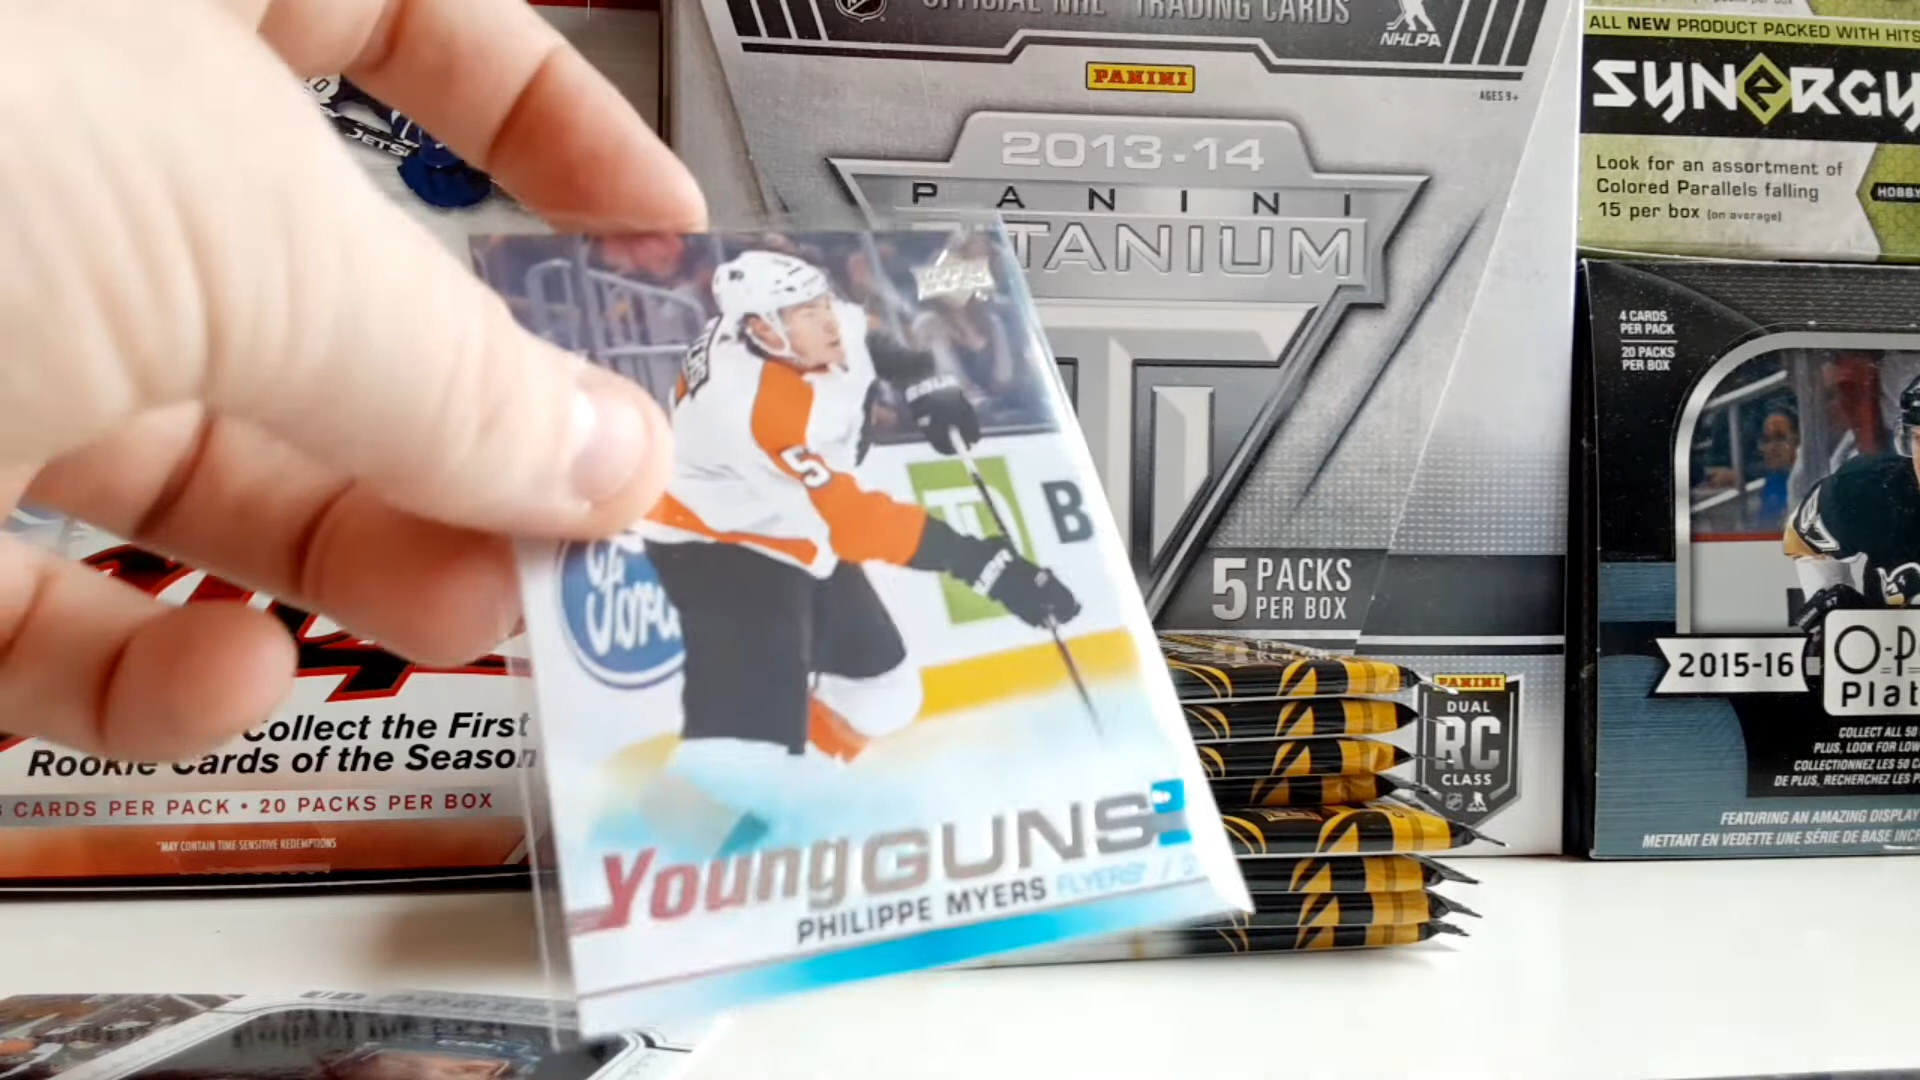 OFFICIAL NHL TRADING CARDS
NHLPA
PANINI
AGES 9+
2013-14
PANINI
TANIUM
5 PACKS
PER BOX
PANINI
DUAL
RC
CLASS
ALL NEW PRODUCT PACKED WITH HITS
SYNERGY
Look for an assortment of
Colored Parallels falling
15 per box (on average)
HOBBY
4 CARDS
PER PACK
20 PACKS
PER BOX
2015-16
O-P
Plat
COLLECT ALL 50
PLUS, LOOK FOR LOW
COLLECTIONNEZ LES 50 C
DE PLUS, RECHERCHEZ LES P
FEATURING AN AMAZING DISPLAY
METTANT EN VEDETTE UNE SÉRIE DE BASE INCR
JETS
5
Ford
B
Young GUNS
PHILIPPE MYERS FLYERS
Collect the First
Rookie Cards of the Season
CARDS PER PACK • 20 PACKS PER BOX
*MAY CONTAIN TIME-SENSITIVE REDEMPTIONS